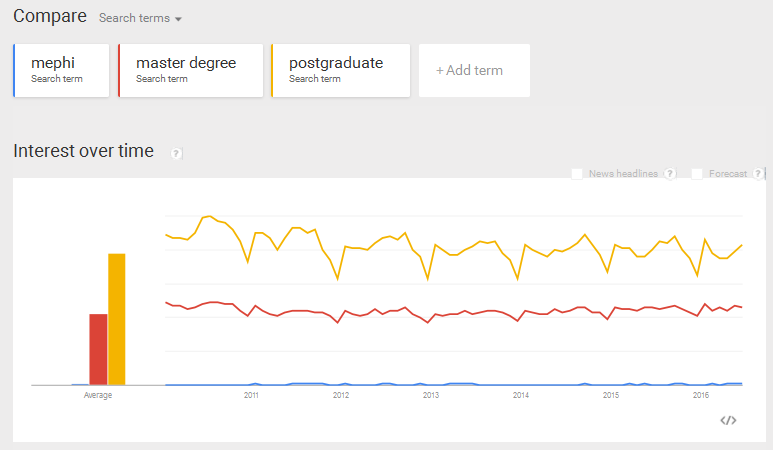 Compare Search terms
mephi master degree postgraduate + Add term
Search term Search term Search term
Interest over time ?
News headlines ? Forecast ?
Average 2011 2012 2013 2014 2015 2016
</>